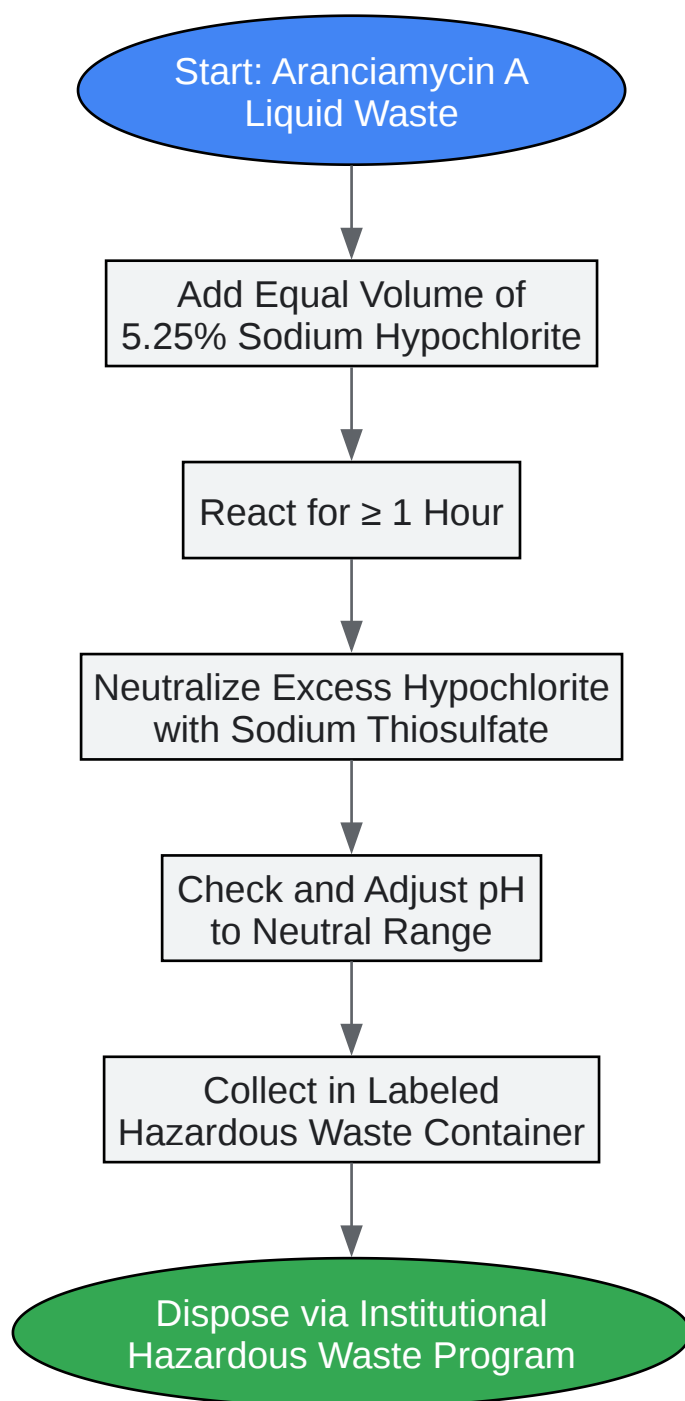 Start: Aranciamycin A
Liquid Waste
Add Equal Volume of
5.25% Sodium Hypochlorite
React for ≥ 1 Hour
Neutralize Excess Hypochlorite
with Sodium Thiosulfate
Check and Adjust pH
to Neutral Range
Collect in Labeled
Hazardous Waste Container
Dispose via Institutional
Hazardous Waste Program